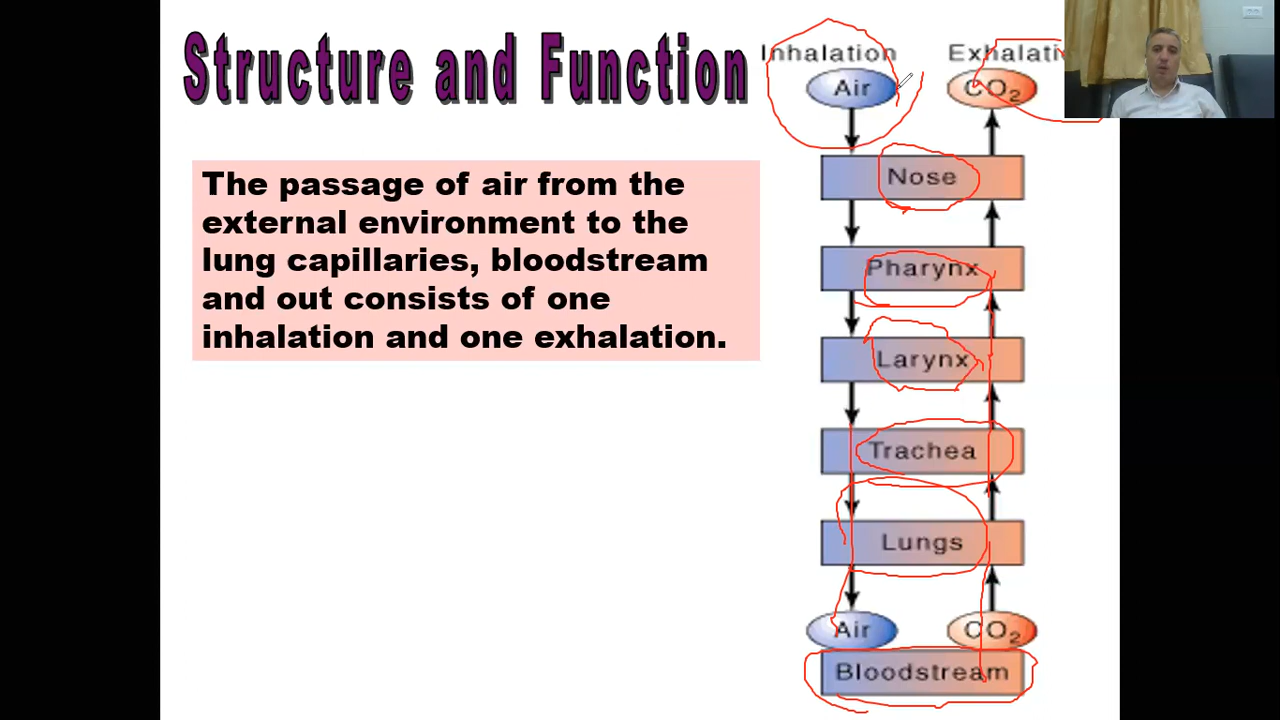 Structure and Function
The passage of air from the
external environment to the
lung capillaries, bloodstream
and out consists of one
inhalation and one exhalation.
Inhalation
Air
CO₂
Nose
Pharynx
Larynx
Trachea
Lungs
Air CO₂
Bloodstream